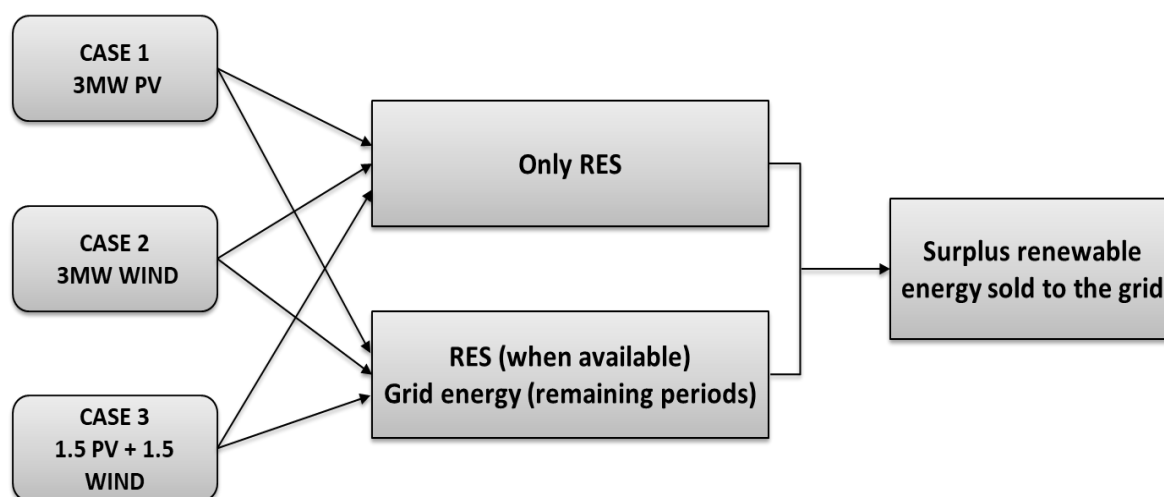 CASE 1
3MW PV
CASE 2
3MW WIND
CASE 3
1.5 PV + 1.5
WIND
Only RES
RES (when available)
Grid energy (remaining periods)
Surplus renewable
energy sold to the grid